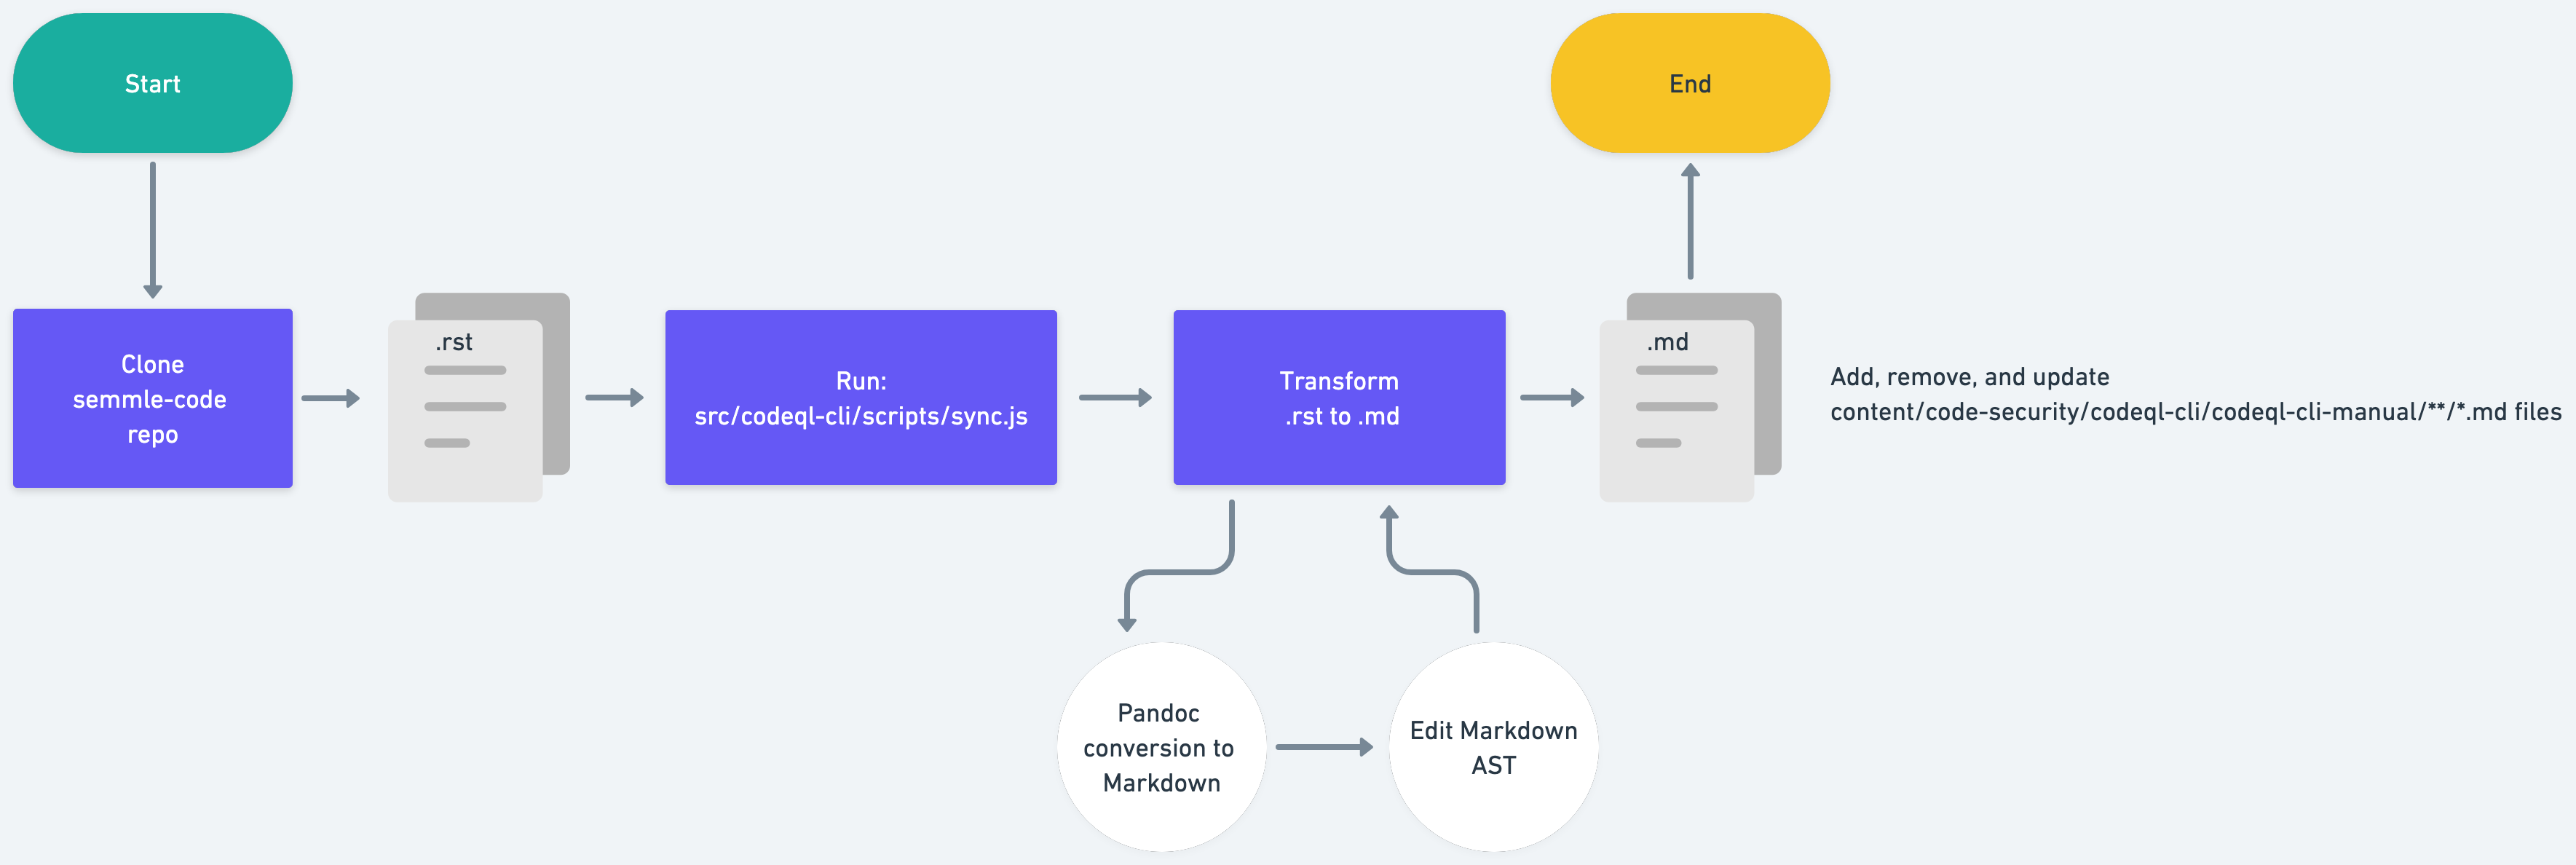 Start
End
Clone
semmle-code
repo
.rst
Run:
src/codeql-cli/scripts/sync.js
Transform
.rst to .md
.md
Add, remove, and update
content/code-security/codeql-cli/codeql-cli-manual/**/*.md files
Pandoc
conversion to
Markdown
Edit Markdown
AST